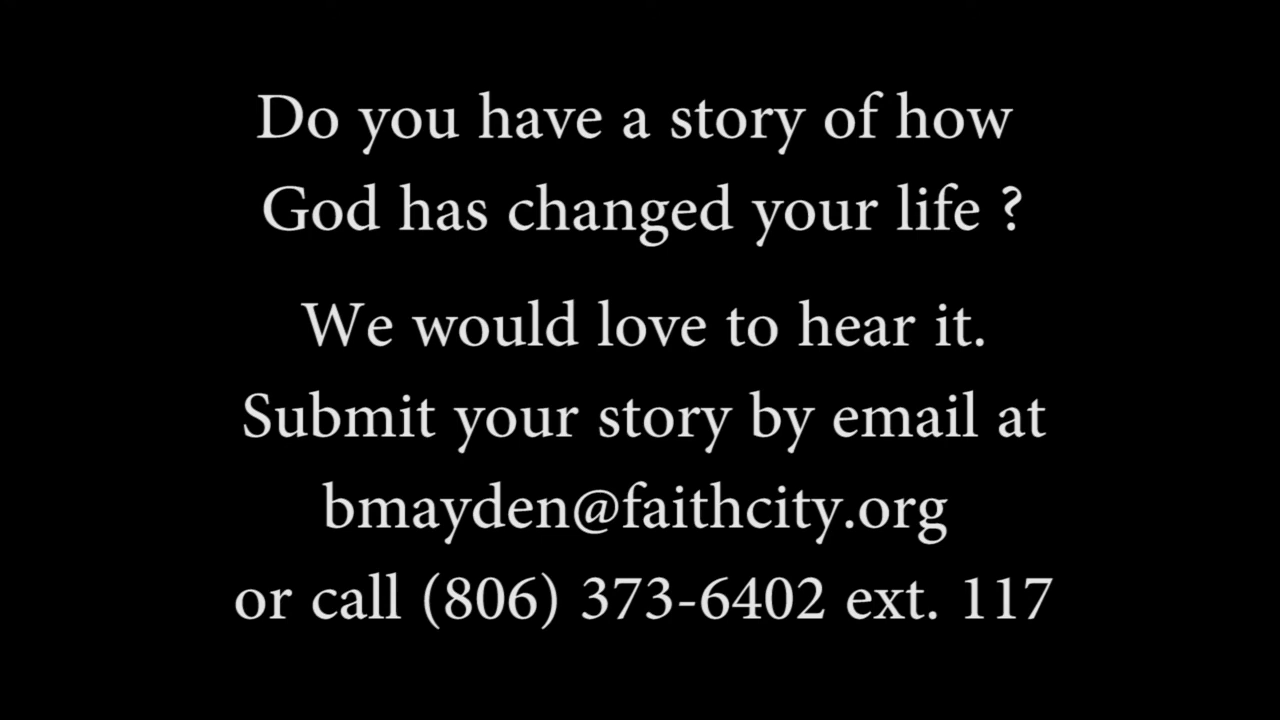 Do you have a story of how
God has changed your life ?
We would love to hear it.
Submit your story by email at
bmayden@faithcity.org
or call (806) 373-6402 ext. 117